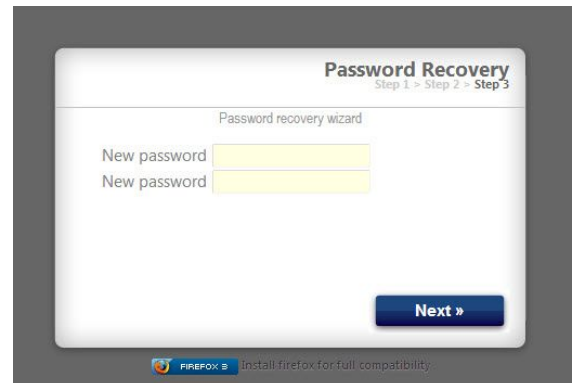 Password Recovery
Step 1 > Step 2 > Step 3
Password recovery wizard
New password
New password
Next »
FIREFOX 3 Install firefox for full compatibility